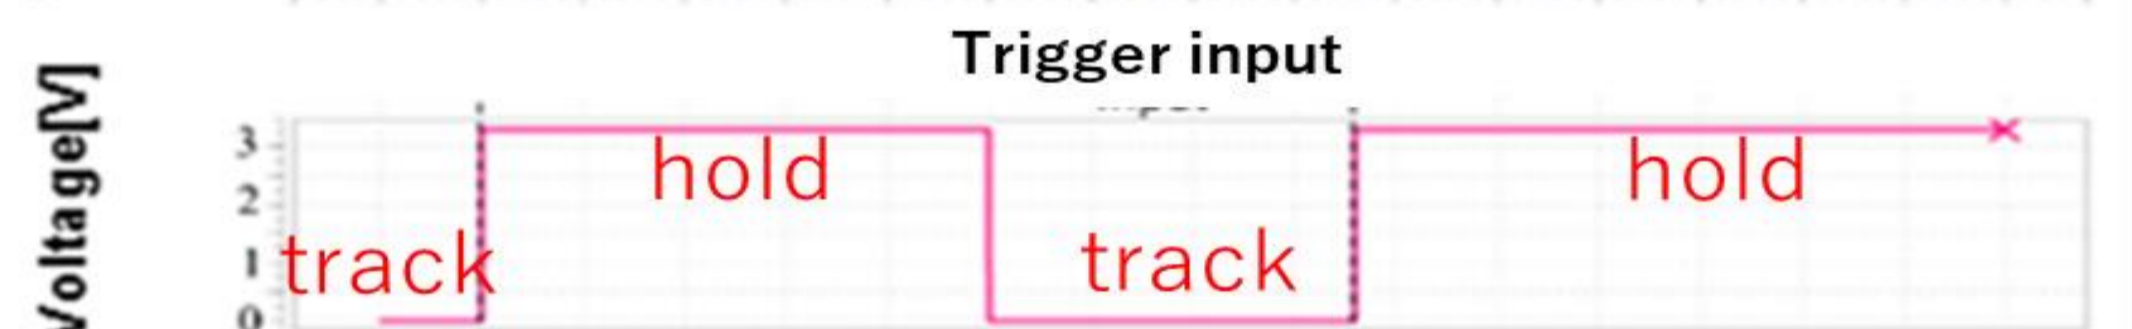 Trigger input
Voltage[V]
3
hold
hold
2
track
track
1
0